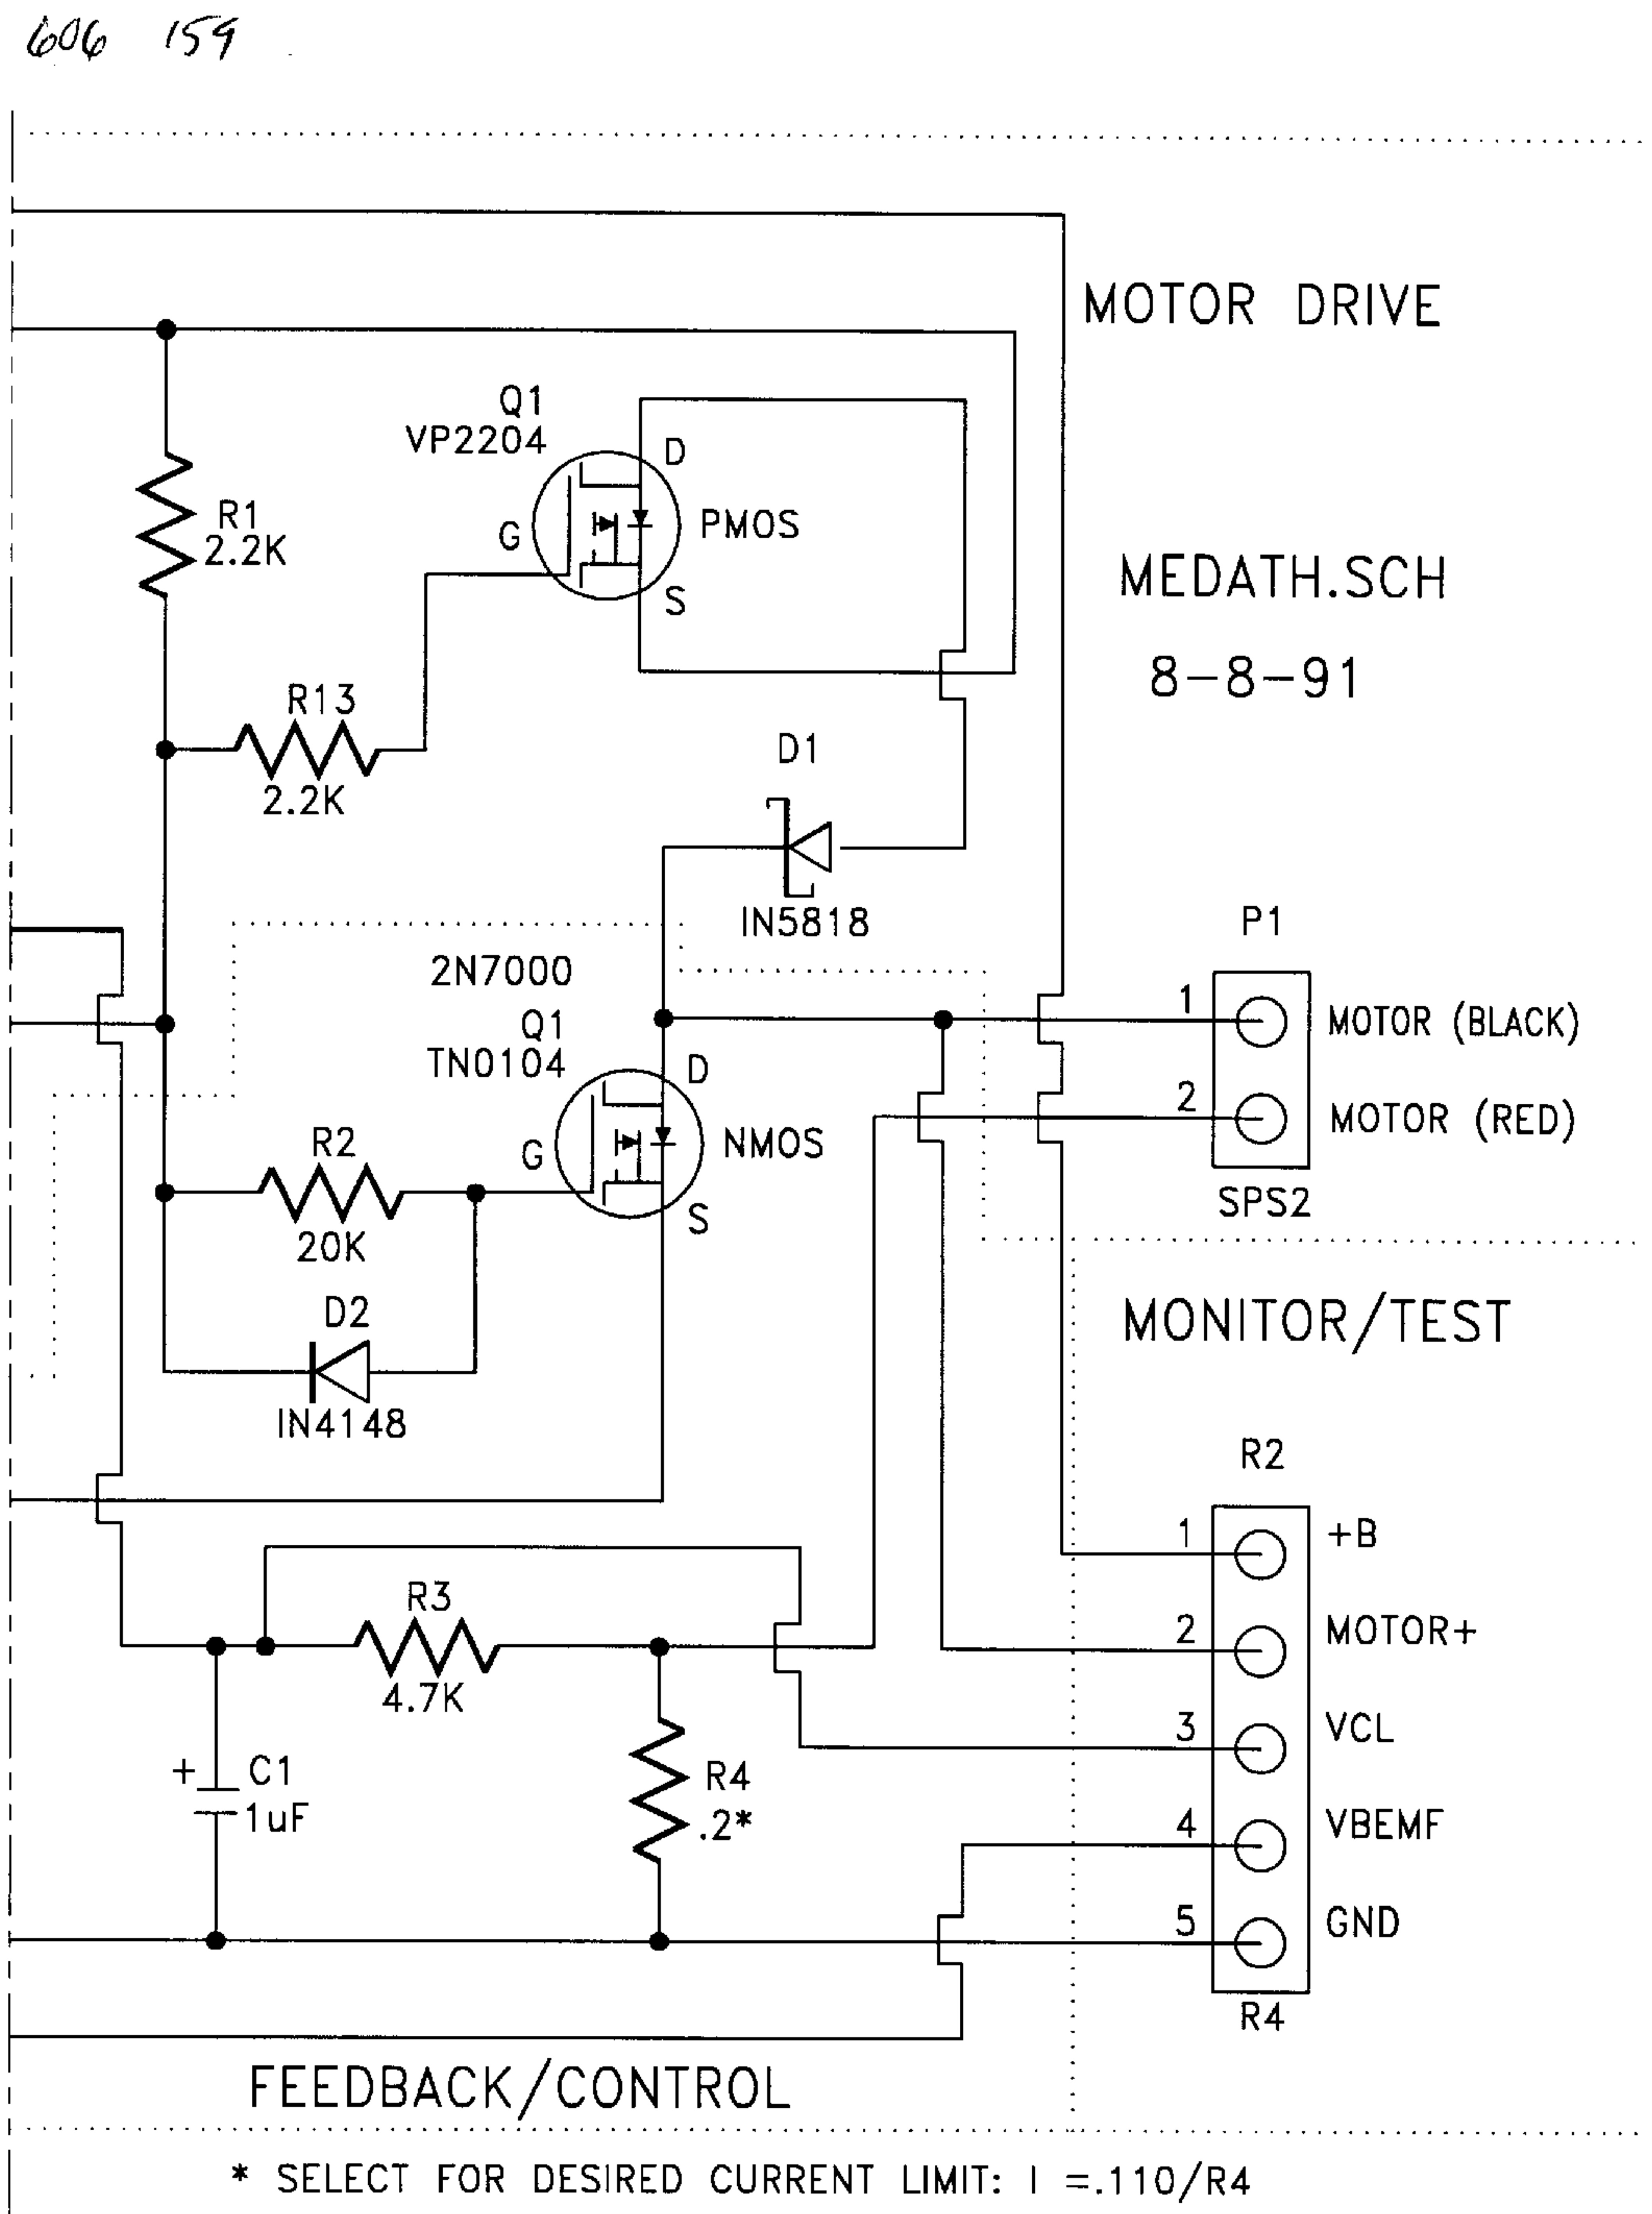 606 159
MOTOR DRIVE
Q1
VP2204
D
G
PMOS
S
R1
2.2K
MEDATH.SCH
8-8-91
R13
2.2K
D1
IN5818
P1
2N7000
Q1
TN0104
D
G
NMOS
S
1
MOTOR (BLACK)
2
MOTOR (RED)
SPS2
R2
20K
D2
IN4148
MONITOR/TEST
R2
1
+B
2
MOTOR+
3
VCL
4
VBEMF
5
GND
R4
R3
4.7K
+
C1
1uF
R4
.2*
FEEDBACK/CONTROL
* SELECT FOR DESIRED CURRENT LIMIT: I =.110/R4